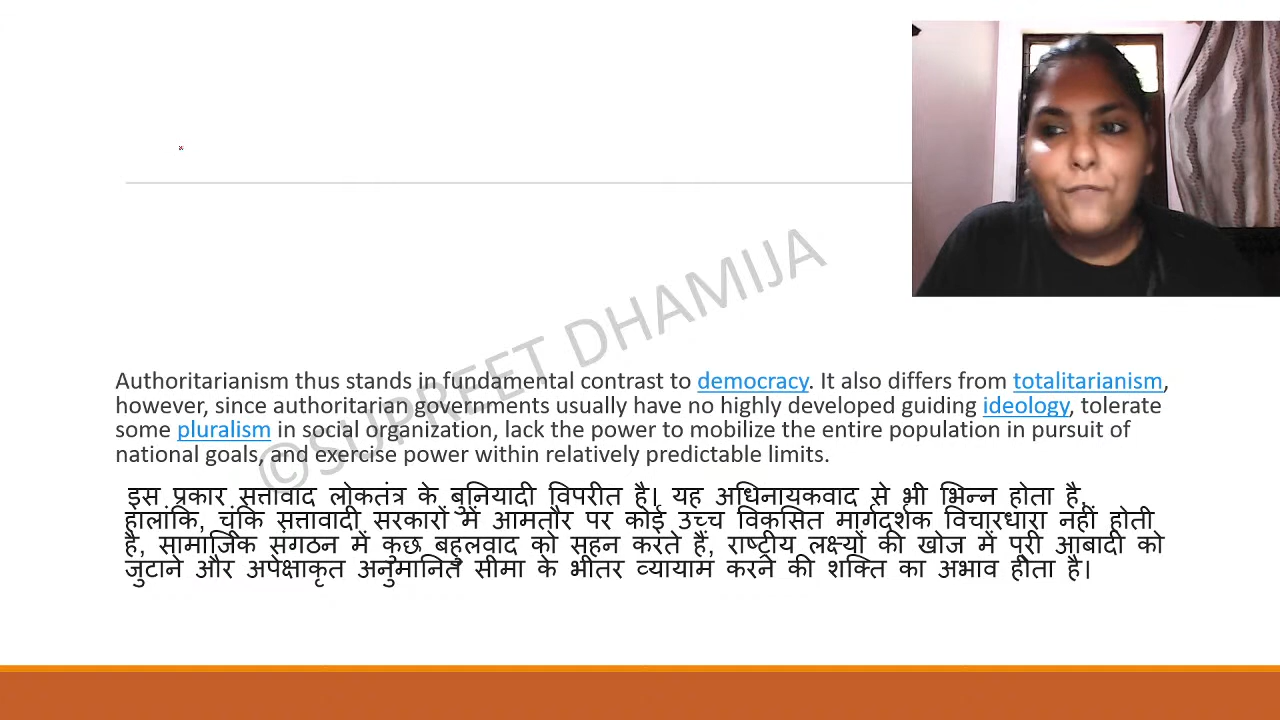 ©SUPREET DHAMIJA
Authoritarianism thus stands in fundamental contrast to democracy. It also differs from totalitarianism,
however, since authoritarian governments usually have no highly developed guiding ideology, tolerate
some pluralism in social organization, lack the power to mobilize the entire population in pursuit of
national goals, and exercise power within relatively predictable limits.
इस प्रकार सत्तावाद लोकतंत्र के बुनियादी विपरीत है। यह अधिनायकवाद से भी भिन्न होता है,
हालांकि, चूंकि सत्तावादी सरकारों में आमतौर पर कोई उच्च विकसित मार्गदर्शक विचारधारा नहीं होती
है, सामाजिक संगठन में कुछ बहुलवाद को सहन करते हैं, राष्ट्रीय लक्ष्यों की खोज में पूरी आबादी को
जुटाने और अपेक्षाकृत अनुमानित सीमा के भीतर व्यायाम करने की शक्ति का अभाव होता है।